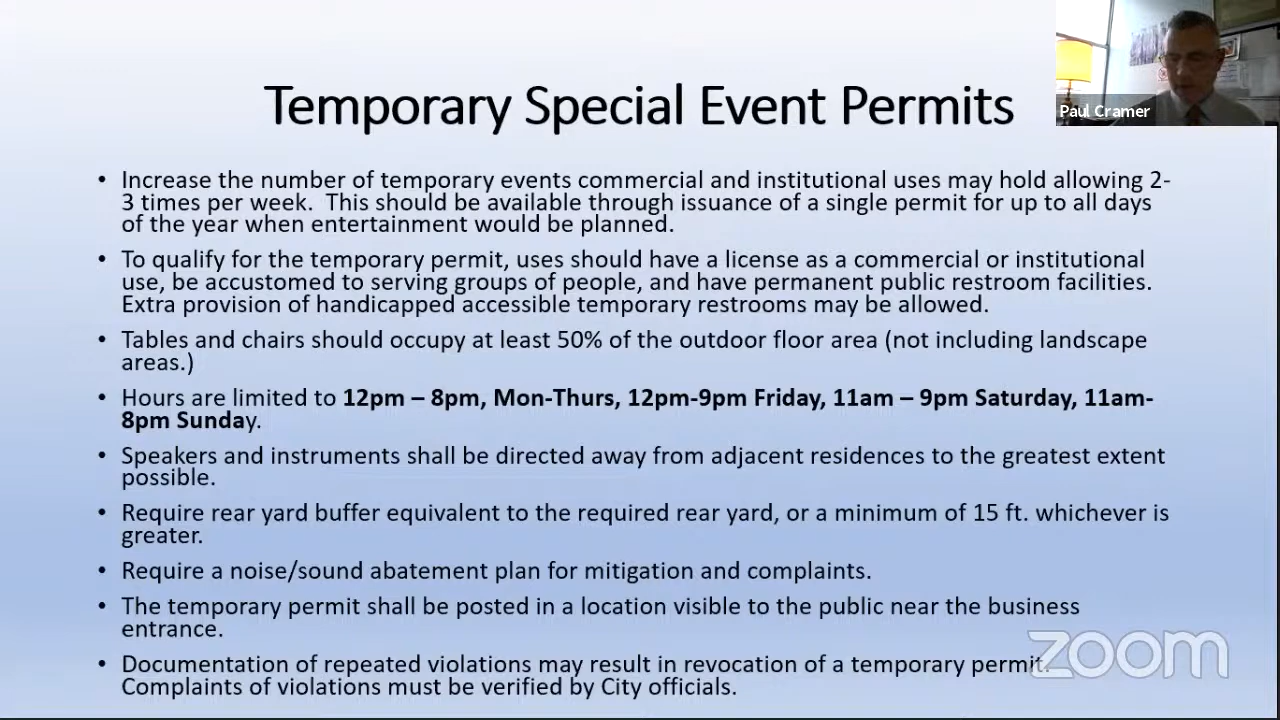 Temporary Special Event Permits
Paul Cramer
• Increase the number of temporary events commercial and institutional uses may hold allowing 2-
3 times per week.  This should be available through issuance of a single permit for up to all days
of the year when entertainment would be planned.
• To qualify for the temporary permit, uses should have a license as a commercial or institutional
use, be accustomed to serving groups of people, and have permanent public restroom facilities.
Extra provision of handicapped accessible temporary restrooms may be allowed.
• Tables and chairs should occupy at least 50% of the outdoor floor area (not including landscape
areas.)
• Hours are limited to 12pm – 8pm, Mon-Thurs, 12pm-9pm Friday, 11am – 9pm Saturday, 11am-
8pm Sunday.
• Speakers and instruments shall be directed away from adjacent residences to the greatest extent
possible.
• Require rear yard buffer equivalent to the required rear yard, or a minimum of 15 ft. whichever is
greater.
• Require a noise/sound abatement plan for mitigation and complaints.
• The temporary permit shall be posted in a location visible to the public near the business
entrance.
• Documentation of repeated violations may result in revocation of a temporary permit.
Complaints of violations must be verified by City officials.
zoom